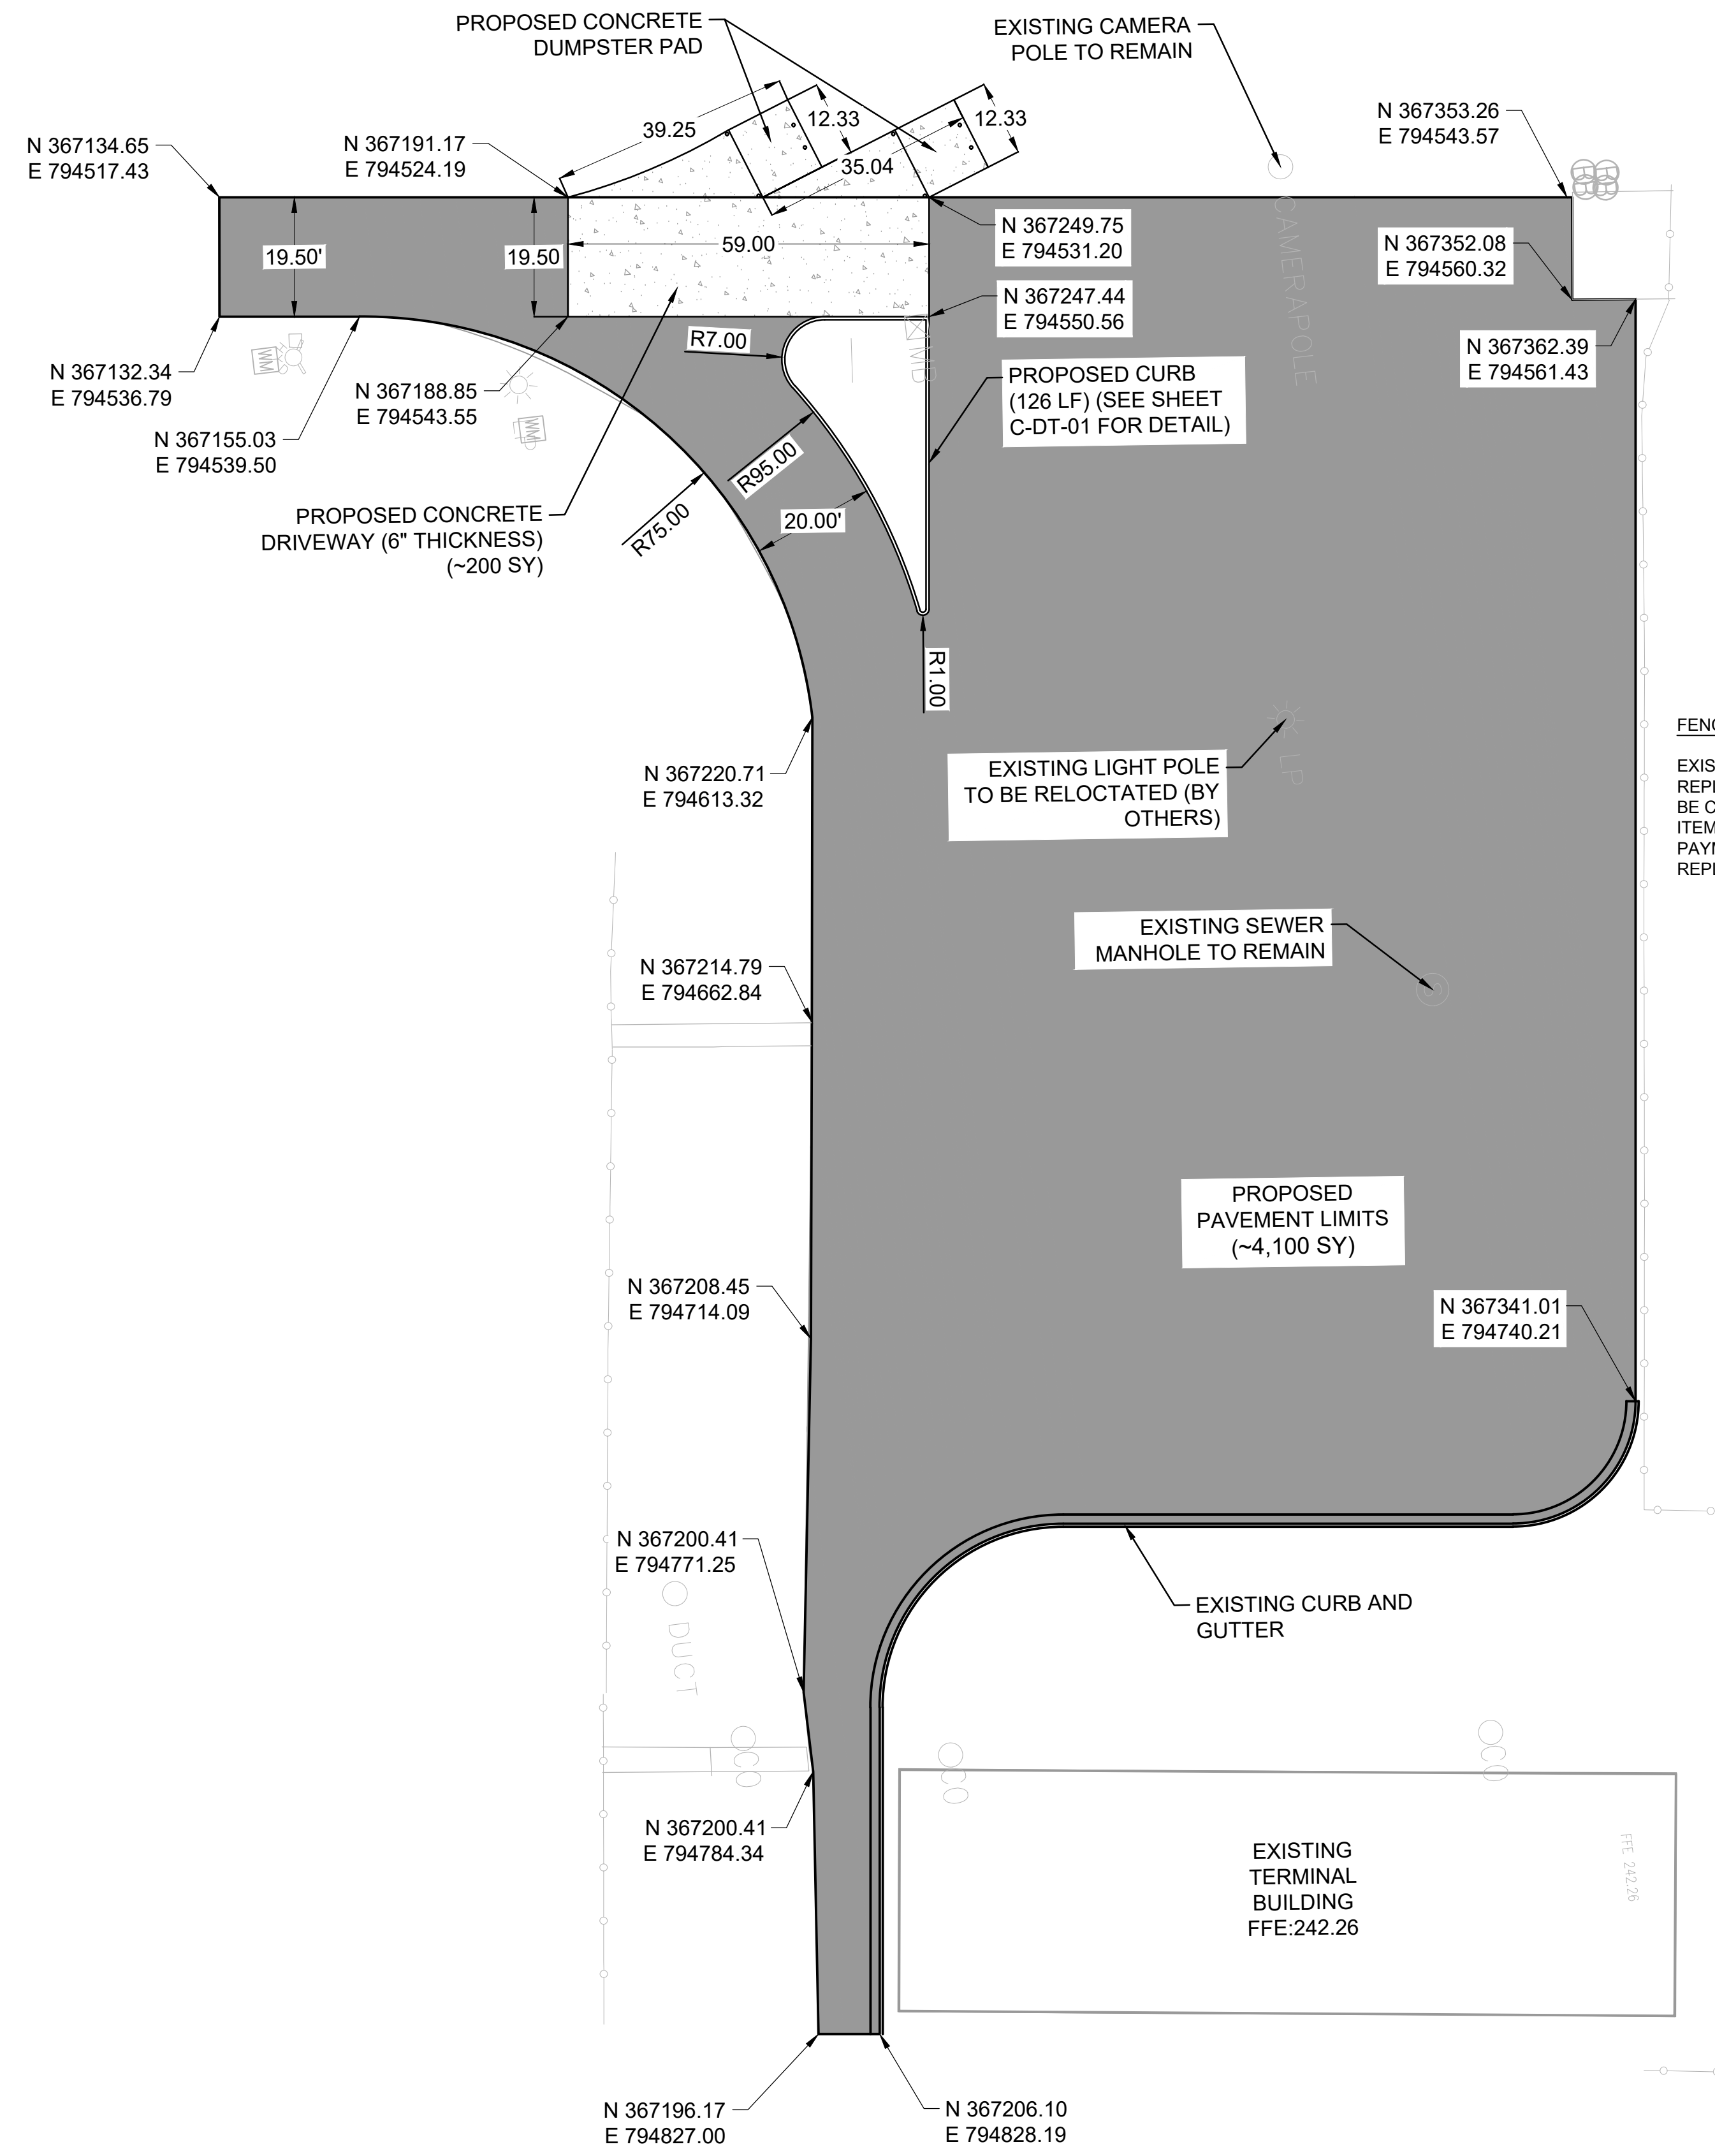 PROPOSED CONCRETE
DUMPSTER PAD
EXISTING CAMERA
POLE TO REMAIN
N 367134.65
E 794517.43
N 367191.17
E 794524.19
39.25
12.33
35.04
12.33
N 367353.26
E 794543.57
19.50'
19.50
59.00
N 367249.75
E 794531.20
CAMERAPOLE
N 367352.08
E 794560.32
N 367247.44
E 794550.56
N 367132.34
E 794536.79
WM
N 367188.85
E 794543.55
WM
R7.00
MB
PROPOSED CURB
(126 LF) (SEE SHEET
C-DT-01 FOR DETAIL)
N 367362.39
E 794561.43
N 367155.03
E 794539.50
R95.00
PROPOSED CONCRETE
DRIVEWAY (6" THICKNESS)
(~200 SY)
R75.00
20.00'
R1.00
N 367220.71
E 794613.32
EXISTING LIGHT POLE
TO BE RELOCTATED (BY
OTHERS)
LP
N 367214.79
E 794662.84
EXISTING SEWER
MANHOLE TO REMAIN
S
PROPOSED
PAVEMENT LIMITS
(~4,100 SY)
N 367208.45
E 794714.09
N 367341.01
E 794740.21
N 367200.41
E 794771.25
DUCT
EXISTING CURB AND
GUTTER
CO
CO
CO
N 367200.41
E 794784.34
EXISTING
TERMINAL
BUILDING
FFE:242.26
FFE 242.26
N 367196.17
E 794827.00
N 367206.10
E 794828.19